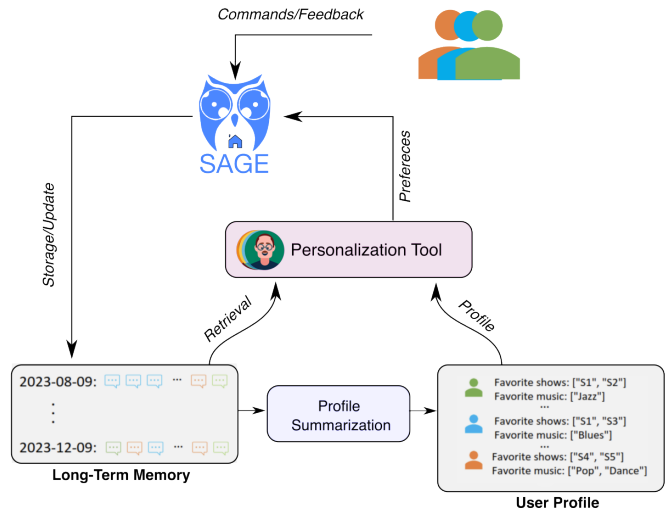 Commands/Feedback
SAGE
Storage/Update
Prefereces
Personalization Tool
Retrieval
Profile
2023-08-09:
...
2023-12-09:
...
Long-Term Memory
Profile
Summarization
Favorite shows: ["S1", "S2"]
Favorite music: ["Jazz"]
...
Favorite shows: ["S1", "S3"]
Favorite music: ["Blues"]
...
Favorite shows: ["S4", "S5"]
Favorite music: ["Pop", "Dance"]
User Profile